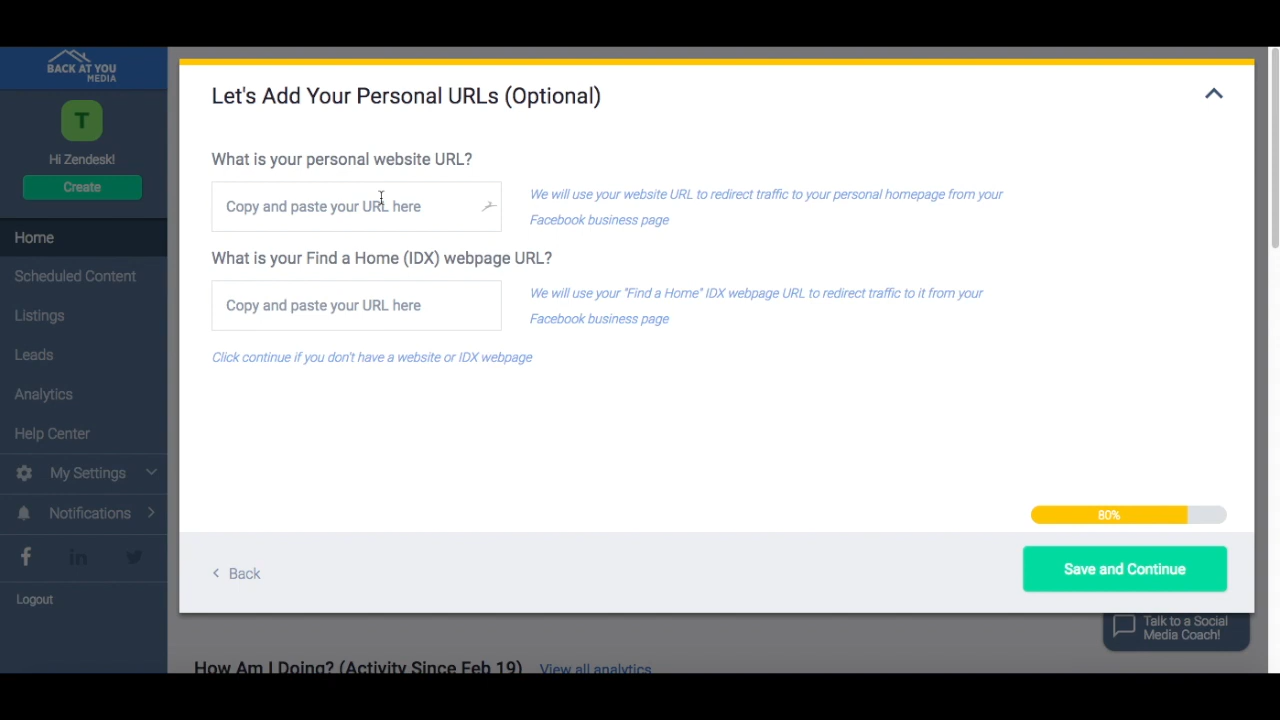 BACK AT YOU
MEDIA
T
Hi Zendesk!
Create
Home
Scheduled Content
Listings
Leads
Analytics
Help Center
My Settings
Notifications
Logout
Let's Add Your Personal URLs (Optional)
What is your personal website URL?
Copy and paste your URL here
We will use your website URL to redirect traffic to your personal homepage from your
Facebook business page
What is your Find a Home (IDX) webpage URL?
Copy and paste your URL here
We will use your "Find a Home" IDX webpage URL to redirect traffic to it from your
Facebook business page
Click continue if you don't have a website or IDX webpage
80%
Back
Save and Continue
Talk to a Social
Media Coach!
How Am I Doing? (Activity Since Feb 19) View all analytics